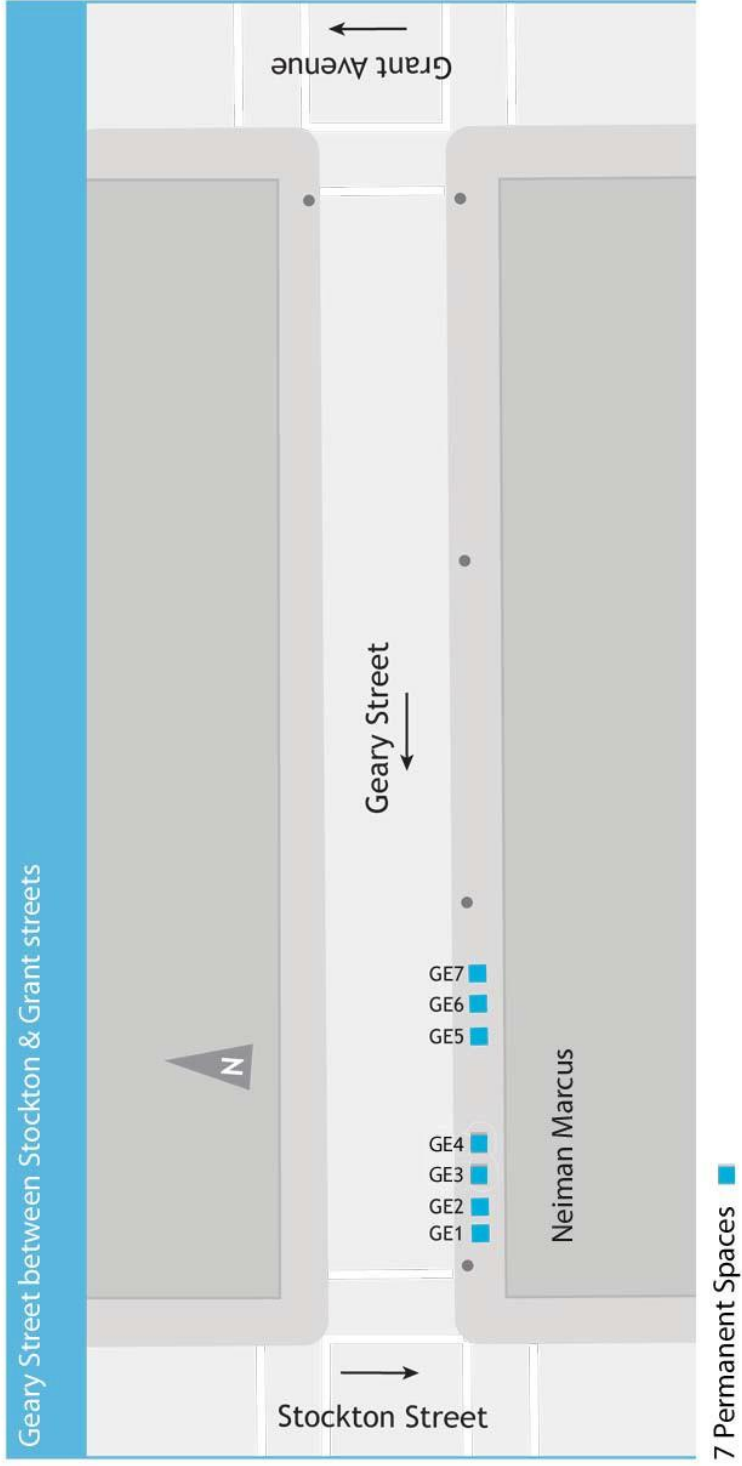 Geary Street between Stockton & Grant streets
Grant Avenue
Geary Street
N
GE7
GE6
GE5
GE4
GE3
GE2
GE1
Neiman Marcus
Stockton Street
7 Permanent Spaces